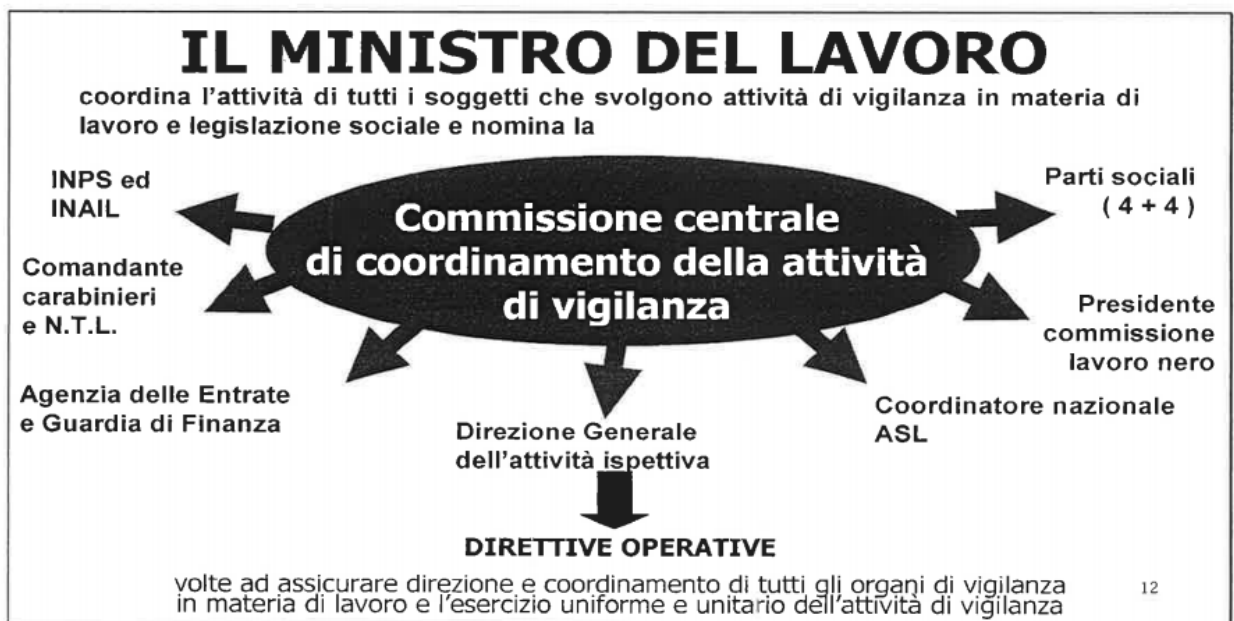 IL MINISTRO DEL LAVORO
coordina l'attività di tutti i soggetti che svolgono attività di vigilanza in materia di
lavoro e legislazione sociale e nomina la
Commissione centrale
di coordinamento della attività
di vigilanza
INPS ed
INAIL
Comandante
carabinieri
e N.T.L.
Agenzia delle Entrate
e Guardia di Finanza
Direzione Generale
dell'attività ispettiva
Coordinatore nazionale
ASL
Presidente
commissione
lavoro nero
Parti sociali
( 4 + 4 )
DIRETTIVE OPERATIVE
volte ad assicurare direzione e coordinamento di tutti gli organi di vigilanza
in materia di lavoro e l'esercizio uniforme e unitario dell'attività di vigilanza
12